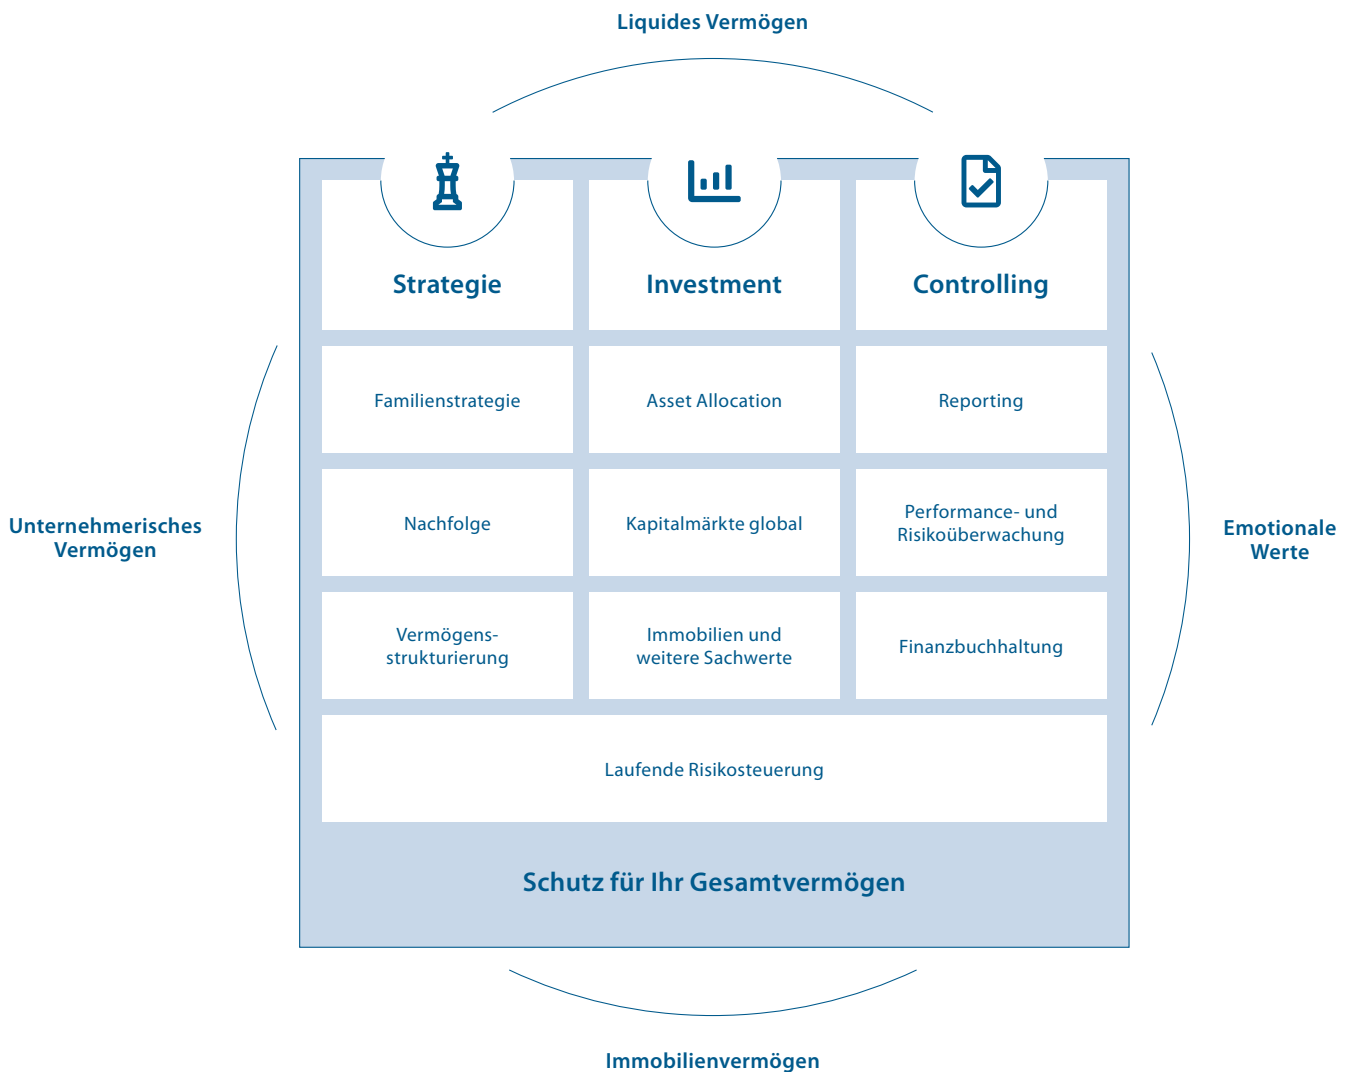 Liquides Vermögen
Strategie
Investment
Controlling
Familienstrategie
Asset Allocation
Reporting
Nachfolge
Kapitalmärkte global
Performance- und
Risikoüberwachung
Unternehmerisches
Vermögen
Emotionale
Werte
Vermögens-
strukturierung
Immobilien und
weitere Sachwerte
Finanzbuchhaltung
Laufende Risikosteuerung
Schutz für Ihr Gesamtvermögen
Immobilienvermögen